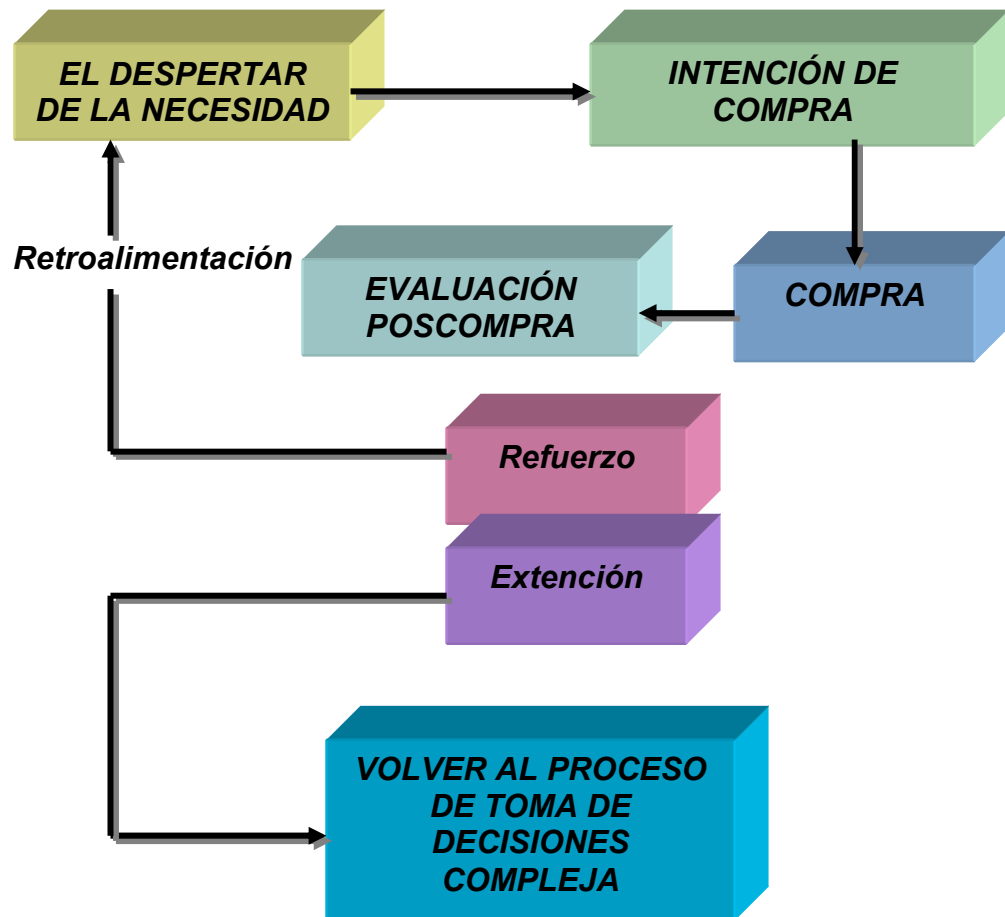 EL DESPERTAR
DE LA NECESIDAD
INTENCIÓN DE
COMPRA
Retroalimentación
EVALUACIÓN
POSCOMPRA
COMPRA
Refuerzo
Extención
VOLVER AL PROCESO
DE TOMA DE
DECISIONES
COMPLEJA